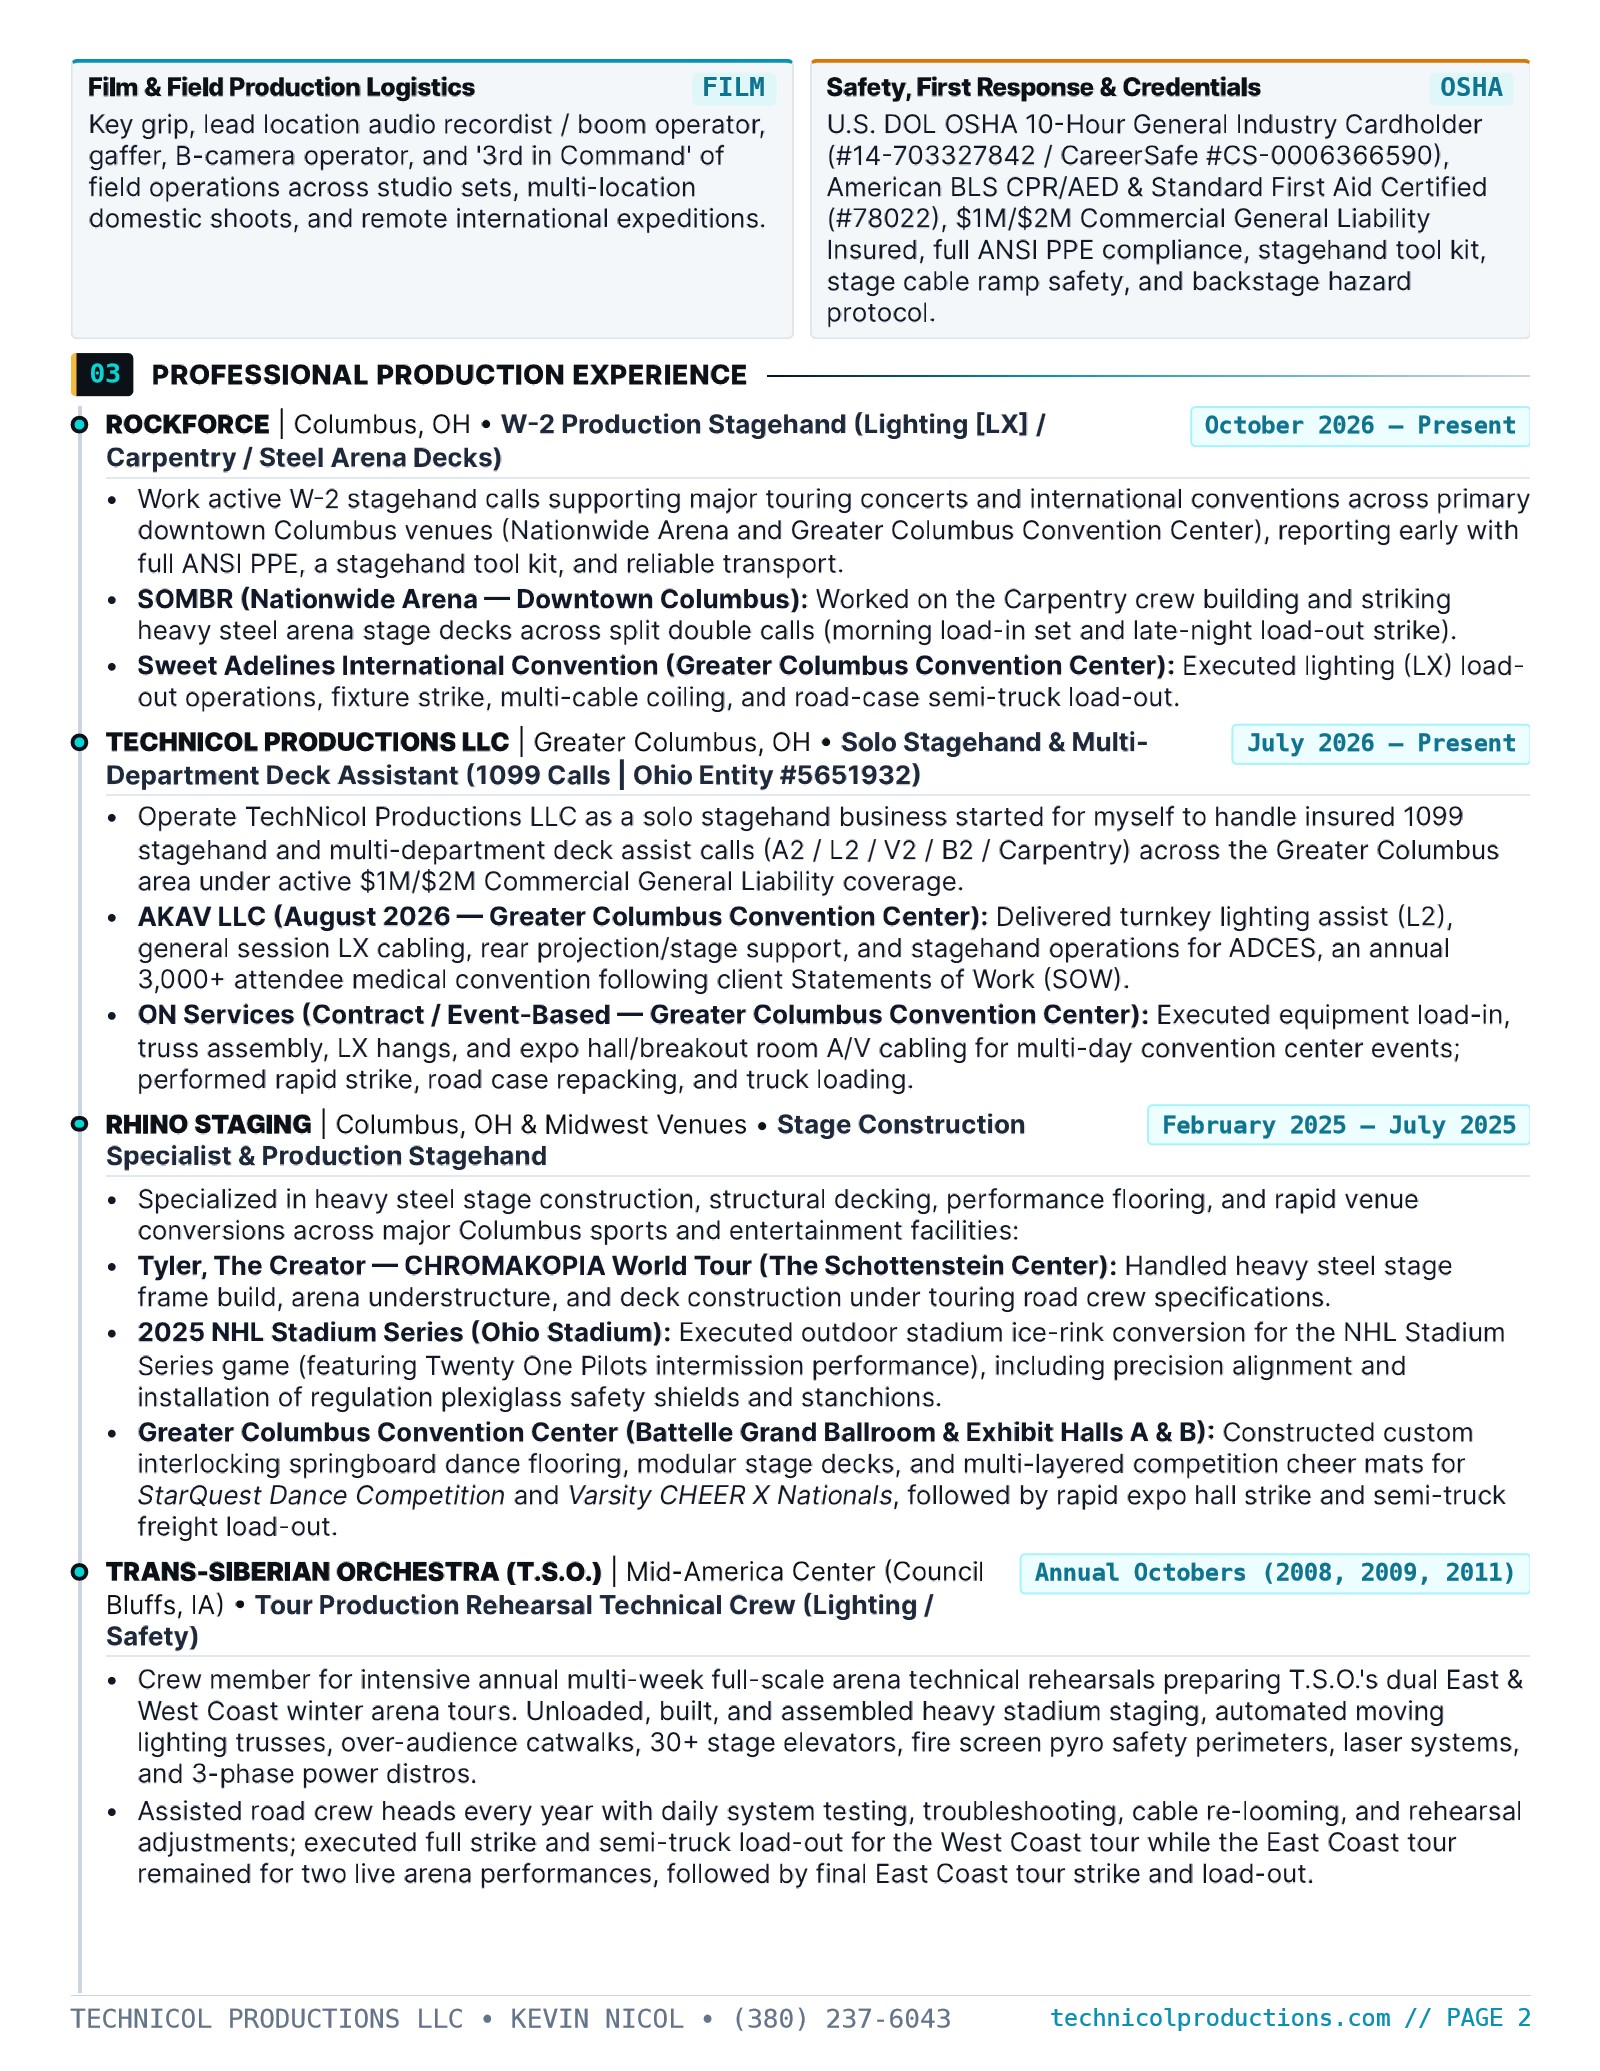 Film & Field Production Logistics FILM
Key grip, lead location audio recordist / boom operator,
gaffer, B-camera operator, and '3rd in Command' of
field operations across studio sets, multi-location
domestic shoots, and remote international expeditions.
Safety, First Response & Credentials OSHA
U.S. DOL OSHA 10-Hour General Industry Cardholder
(#14-703327842 / CareerSafe #CS-0006366590),
American BLS CPR/AED & Standard First Aid Certified
(#78022), $1M/$2M Commercial General Liability
Insured, full ANSI PPE compliance, stagehand tool kit,
stage cable ramp safety, and backstage hazard
protocol.
03 PROFESSIONAL PRODUCTION EXPERIENCE
ROCKFORCE | Columbus, OH • W-2 Production Stagehand (Lighting [LX] / October 2026 – Present
Carpentry / Steel Arena Decks)
• Work active W-2 stagehand calls supporting major touring concerts and international conventions across primary
downtown Columbus venues (Nationwide Arena and Greater Columbus Convention Center), reporting early with
full ANSI PPE, a stagehand tool kit, and reliable transport.
• SOMBR (Nationwide Arena — Downtown Columbus): Worked on the Carpentry crew building and striking
heavy steel arena stage decks across split double calls (morning load-in set and late-night load-out strike).
• Sweet Adelines International Convention (Greater Columbus Convention Center): Executed lighting (LX) load-
out operations, fixture strike, multi-cable coiling, and road-case semi-truck load-out.
TECHNICOL PRODUCTIONS LLC | Greater Columbus, OH • Solo Stagehand & Multi- July 2026 – Present
Department Deck Assistant (1099 Calls | Ohio Entity #5651932)
• Operate TechNicol Productions LLC as a solo stagehand business started for myself to handle insured 1099
stagehand and multi-department deck assist calls (A2 / L2 / V2 / B2 / Carpentry) across the Greater Columbus
area under active $1M/$2M Commercial General Liability coverage.
• AKAV LLC (August 2026 — Greater Columbus Convention Center): Delivered turnkey lighting assist (L2),
general session LX cabling, rear projection/stage support, and stagehand operations for ADCES, an annual
3,000+ attendee medical convention following client Statements of Work (SOW).
• ON Services (Contract / Event-Based — Greater Columbus Convention Center): Executed equipment load-in,
truss assembly, LX hangs, and expo hall/breakout room A/V cabling for multi-day convention center events;
performed rapid strike, road case repacking, and truck loading.
RHINO STAGING | Columbus, OH & Midwest Venues • Stage Construction February 2025 – July 2025
Specialist & Production Stagehand
• Specialized in heavy steel stage construction, structural decking, performance flooring, and rapid venue
conversions across major Columbus sports and entertainment facilities:
• Tyler, The Creator — CHROMAKOPIA World Tour (The Schottenstein Center): Handled heavy steel stage
frame build, arena understructure, and deck construction under touring road crew specifications.
• 2025 NHL Stadium Series (Ohio Stadium): Executed outdoor stadium ice-rink conversion for the NHL Stadium
Series game (featuring Twenty One Pilots intermission performance), including precision alignment and
installation of regulation plexiglass safety shields and stanchions.
• Greater Columbus Convention Center (Battelle Grand Ballroom & Exhibit Halls A & B): Constructed custom
interlocking springboard dance flooring, modular stage decks, and multi-layered competition cheer mats for
StarQuest Dance Competition and Varsity CHEER X Nationals, followed by rapid expo hall strike and semi-truck
freight load-out.
TRANS-SIBERIAN ORCHESTRA (T.S.O.) | Mid-America Center (Council Annual Octobers (2008, 2009, 2011)
Bluffs, IA) • Tour Production Rehearsal Technical Crew (Lighting /
Safety)
• Crew member for intensive annual multi-week full-scale arena technical rehearsals preparing T.S.O.'s dual East &
West Coast winter arena tours. Unloaded, built, and assembled heavy stadium staging, automated moving
lighting trusses, over-audience catwalks, 30+ stage elevators, fire screen pyro safety perimeters, laser systems,
and 3-phase power distros.
• Assisted road crew heads every year with daily system testing, troubleshooting, cable re-looming, and rehearsal
adjustments; executed full strike and semi-truck load-out for the West Coast tour while the East Coast tour
remained for two live arena performances, followed by final East Coast tour strike and load-out.
TECHNICOL PRODUCTIONS LLC • KEVIN NICOL • (380) 237-6043 technicolproductions.com // PAGE 2